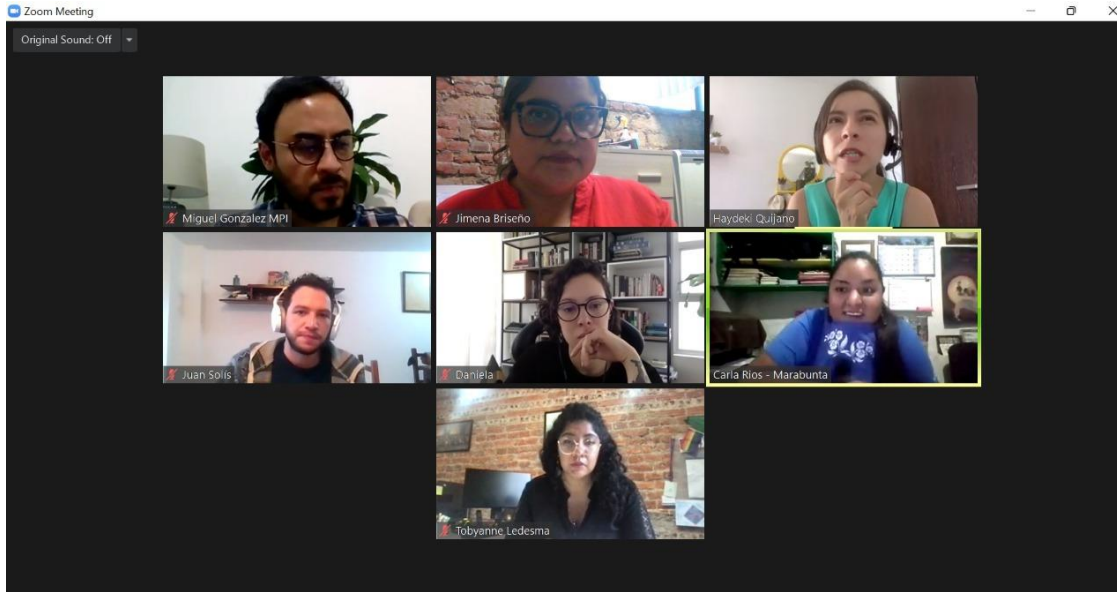 Zoom Meeting
Original Sound: Off
Miguel Gonzalez MPI
Jimena Briseño
Haydeki Quijano
Juan Solís
Daniela
Carla Rios - Marabunta
Tobyanne Ledesma